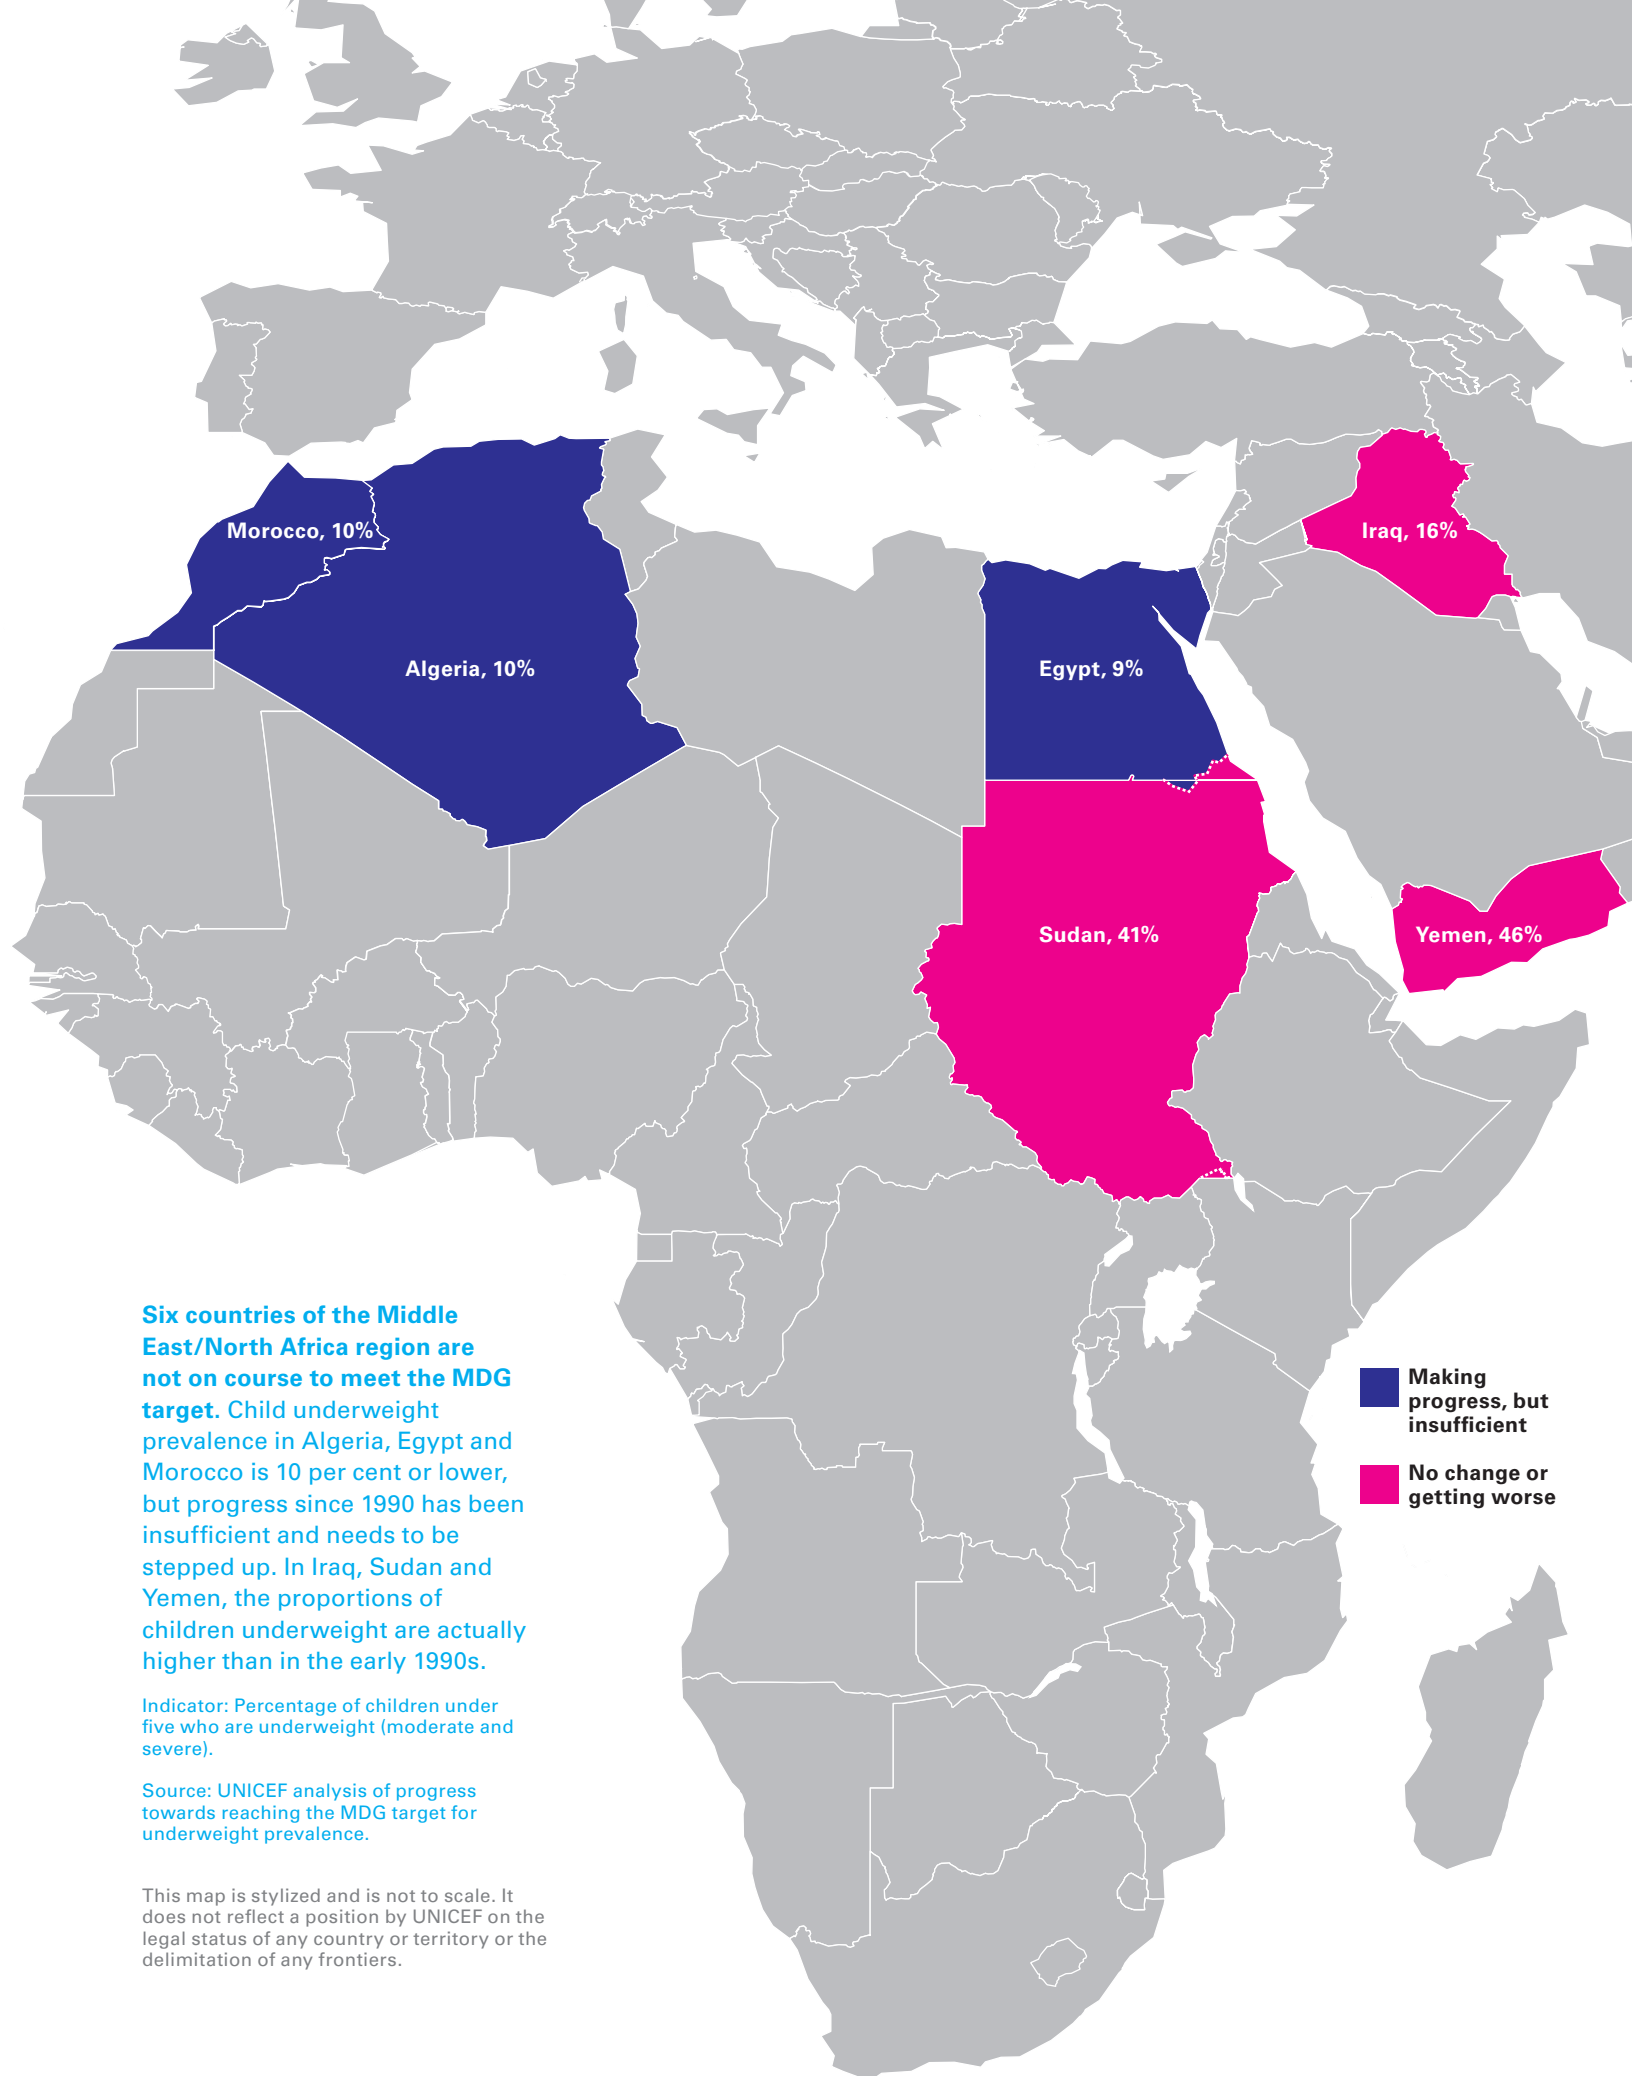 Morocco, 10%
Iraq, 16%
Algeria, 10%
Egypt, 9%
Sudan, 41%
Yemen, 46%
Six countries of the Middle
East/North Africa region are
not on course to meet the MDG
target. Child underweight
prevalence in Algeria, Egypt and
Morocco is 10 per cent or lower,
but progress since 1990 has been
insufficient and needs to be
stepped up. In Iraq, Sudan and
Yemen, the proportions of
children underweight are actually
higher than in the early 1990s.
Indicator: Percentage of children under
five who are underweight (moderate and
severe).
Source: UNICEF analysis of progress
towards reaching the MDG target for
underweight prevalence.
This map is stylized and is not to scale. It
does not reflect a position by UNICEF on the
legal status of any country or territory or the
delimitation of any frontiers.
Making
progress, but
insufficient
No change or
getting worse